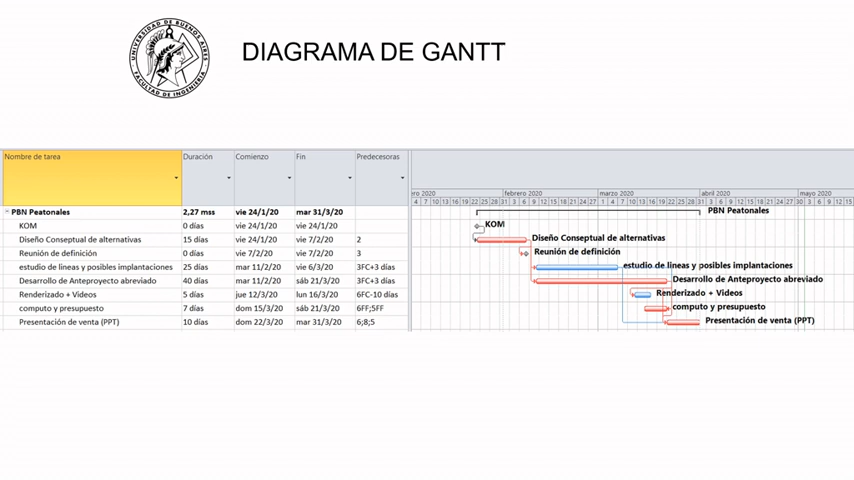 UNIVERSIDAD DE BUENOS AIRES
FACULTAD DE INGENIERIA
DIAGRAMA DE GANTT
Nombre de tarea Duración Comienzo Fin Predecesoras
ro 2020 febrero 2020 marzo 2020 abril 2020 mayo 2020
PBN Peatonales 2,27 mss vie 24/1/20 mar 31/3/20 PBN Peatonales
KOM 0 días vie 24/1/20 vie 24/1/20 KOM
Diseño Conceptual de alternativas 15 días vie 24/1/20 vie 7/2/20 2 Diseño Conceptual de alternativas
Reunión de definición 0 días vie 7/2/20 vie 7/2/20 3 Reunión de definición
estudio de lineas y posibles implantaciones 25 días mar 11/2/20 vie 6/3/20 3FC+3 días estudio de lineas y posibles implantaciones
Desarrollo de Anteproyecto abreviado 40 días mar 11/2/20 sáb 21/3/20 3FC+3 días Desarrollo de Anteproyecto abreviado
Renderizado + Videos 5 días jue 12/3/20 lun 16/3/20 6FC-10 días Renderizado + Videos
computo y presupuesto 7 días dom 15/3/20 sáb 21/3/20 6FF;5FF computo y presupuesto
Presentación de venta (PPT) 10 días dom 22/3/20 mar 31/3/20 6;8;5 Presentación de venta (PPT)